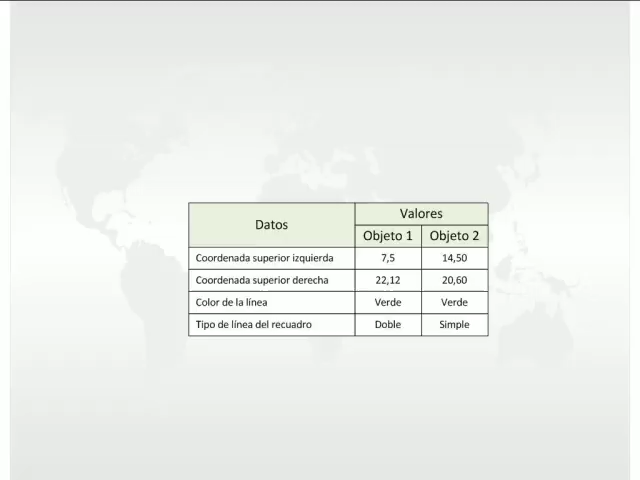 Datos Valores
Objeto 1 Objeto 2
Coordenada superior izquierda 7,5 14,50
Coordenada superior derecha 22,12 20,60
Color de la línea Verde Verde
Tipo de línea del recuadro Doble Simple